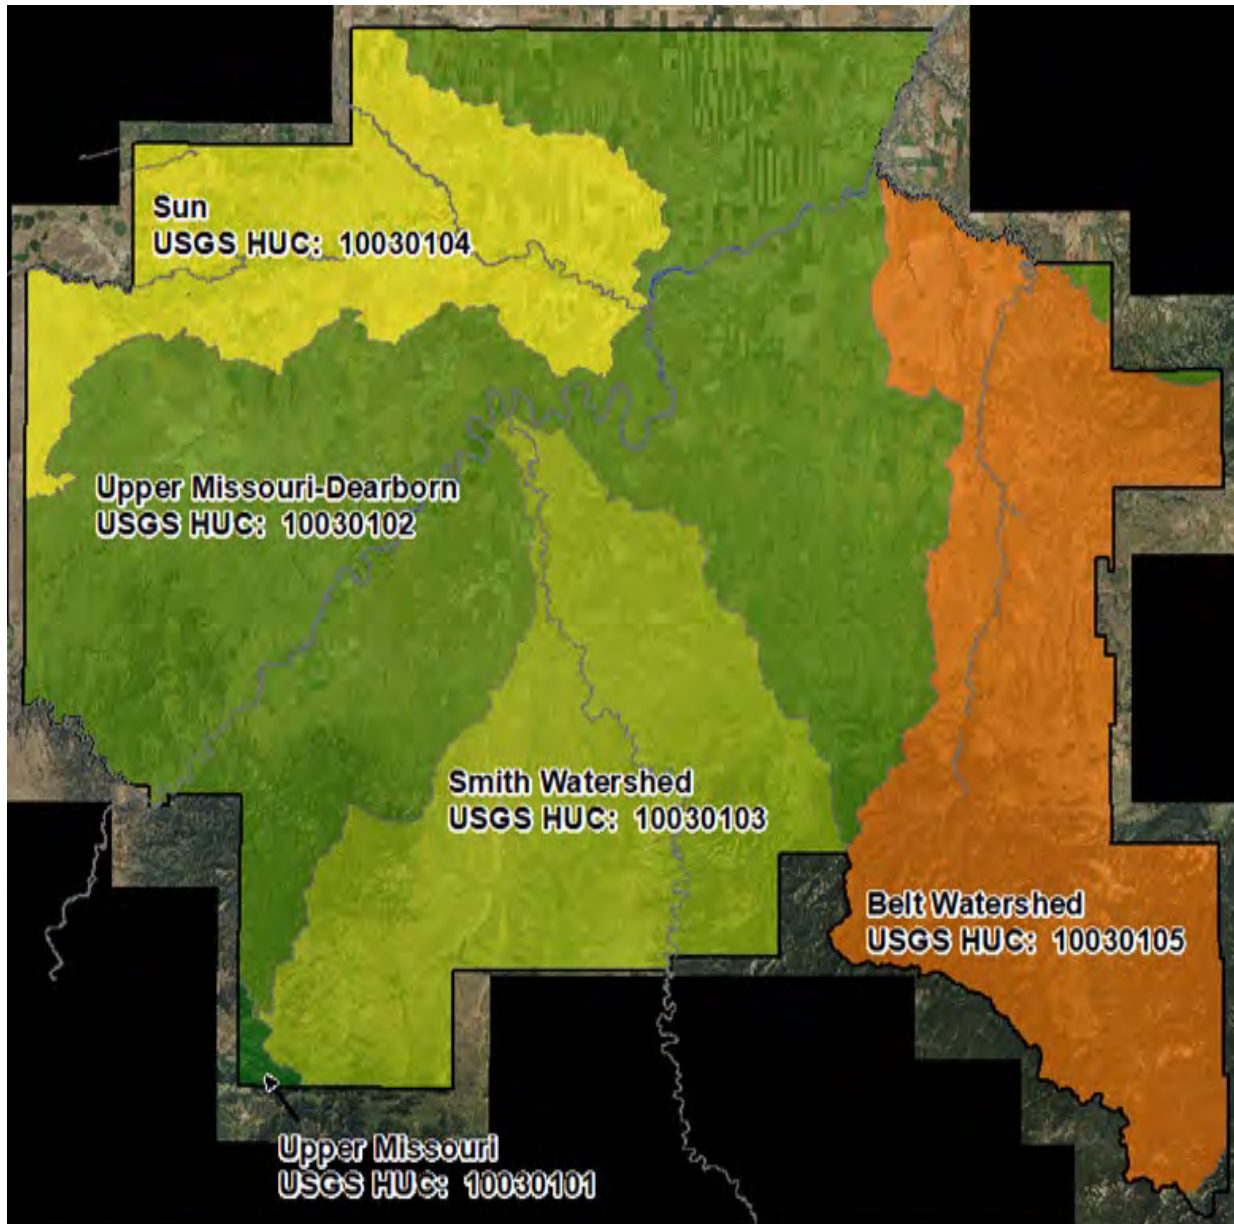 Sun
USGS HUC: 10030104
Upper Missouri-Dearborn
USGS HUC: 10030102
Smith Watershed
USGS HUC: 10030103
Belt Watershed
USGS HUC: 10030105
Upper Missouri
USGS HUC: 10030101